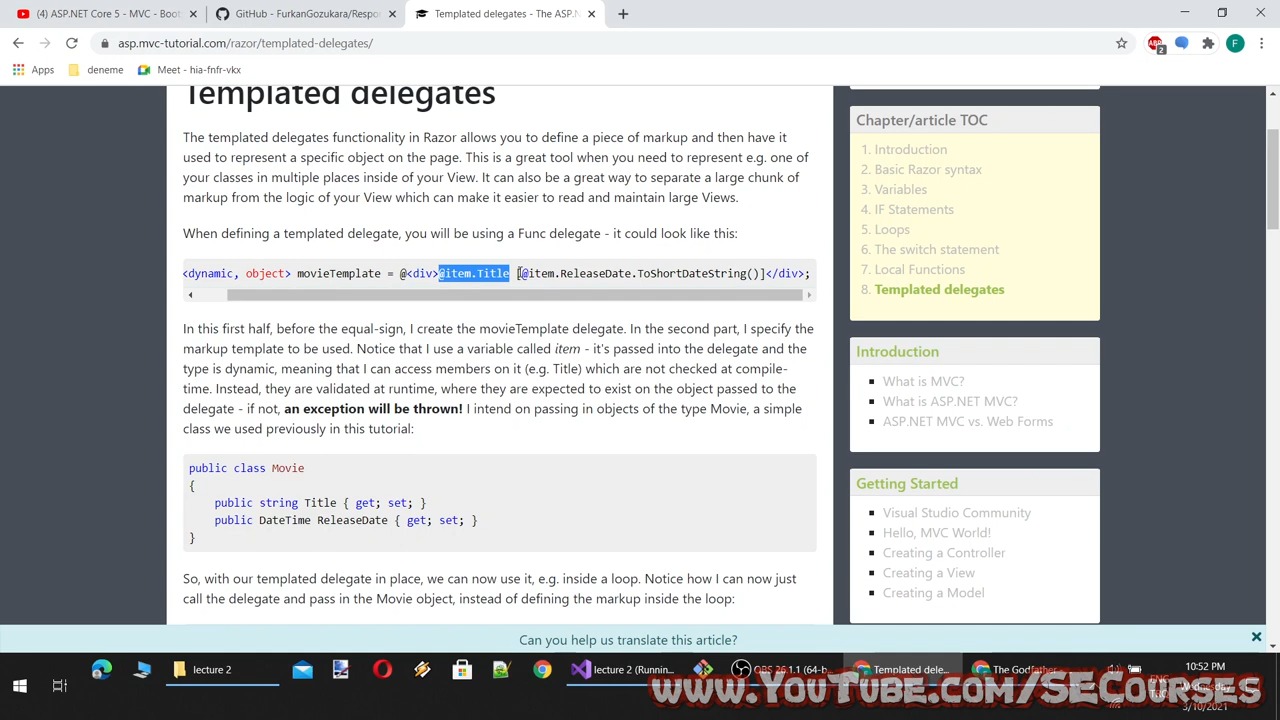 (4) ASP.NET Core 5 - MVC - Boot
GitHub - FurkanGozukara/Respo
Templated delegates - The ASP.N
asp.mvc-tutorial.com/razor/templated-delegates/
2
F
Apps
deneme
Meet - hia-fnfr-vkx
Templated delegates
The templated delegates functionality in Razor allows you to define a piece of markup and then have it
used to represent a specific object on the page. This is a great tool when you need to represent e.g. one of
your classes in multiple places inside of your View. It can also be a great way to separate a large chunk of
markup from the logic of your View which can make it easier to read and maintain large Views.
When defining a templated delegate, you will be using a Func delegate - it could look like this:
<dynamic, object> movieTemplate = @<div>@item.Title [@item.ReleaseDate.ToShortDateString()]</div>;
In this first half, before the equal-sign, I create the movieTemplate delegate. In the second part, I specify the
markup template to be used. Notice that I use a variable called item - it's passed into the delegate and the
type is dynamic, meaning that I can access members on it (e.g. Title) which are not checked at compile-
time. Instead, they are validated at runtime, where they are expected to exist on the object passed to the
delegate - if not, an exception will be thrown! I intend on passing in objects of the type Movie, a simple
class we used previously in this tutorial:
public class Movie
{
public string Title { get; set; }
public DateTime ReleaseDate { get; set; }
}
So, with our templated delegate in place, we can now use it, e.g. inside a loop. Notice how I can now just
call the delegate and pass in the Movie object, instead of defining the markup inside the loop:
Chapter/article TOC
1. Introduction
2. Basic Razor syntax
3. Variables
4. IF Statements
5. Loops
6. The switch statement
7. Local Functions
8. Templated delegates
Introduction
What is MVC?
What is ASP.NET MVC?
ASP.NET MVC vs. Web Forms
Getting Started
Visual Studio Community
Hello, MVC World!
Creating a Controller
Creating a View
Creating a Model
Can you help us translate this article?
lecture 2
lecture 2 (Runnin...
OBS 26.1.1 (64-b...
Templated dele...
The Godfather
ENG
10:52 PM
Wednesday
3/10/2021
www.YouTube.com/SECourses